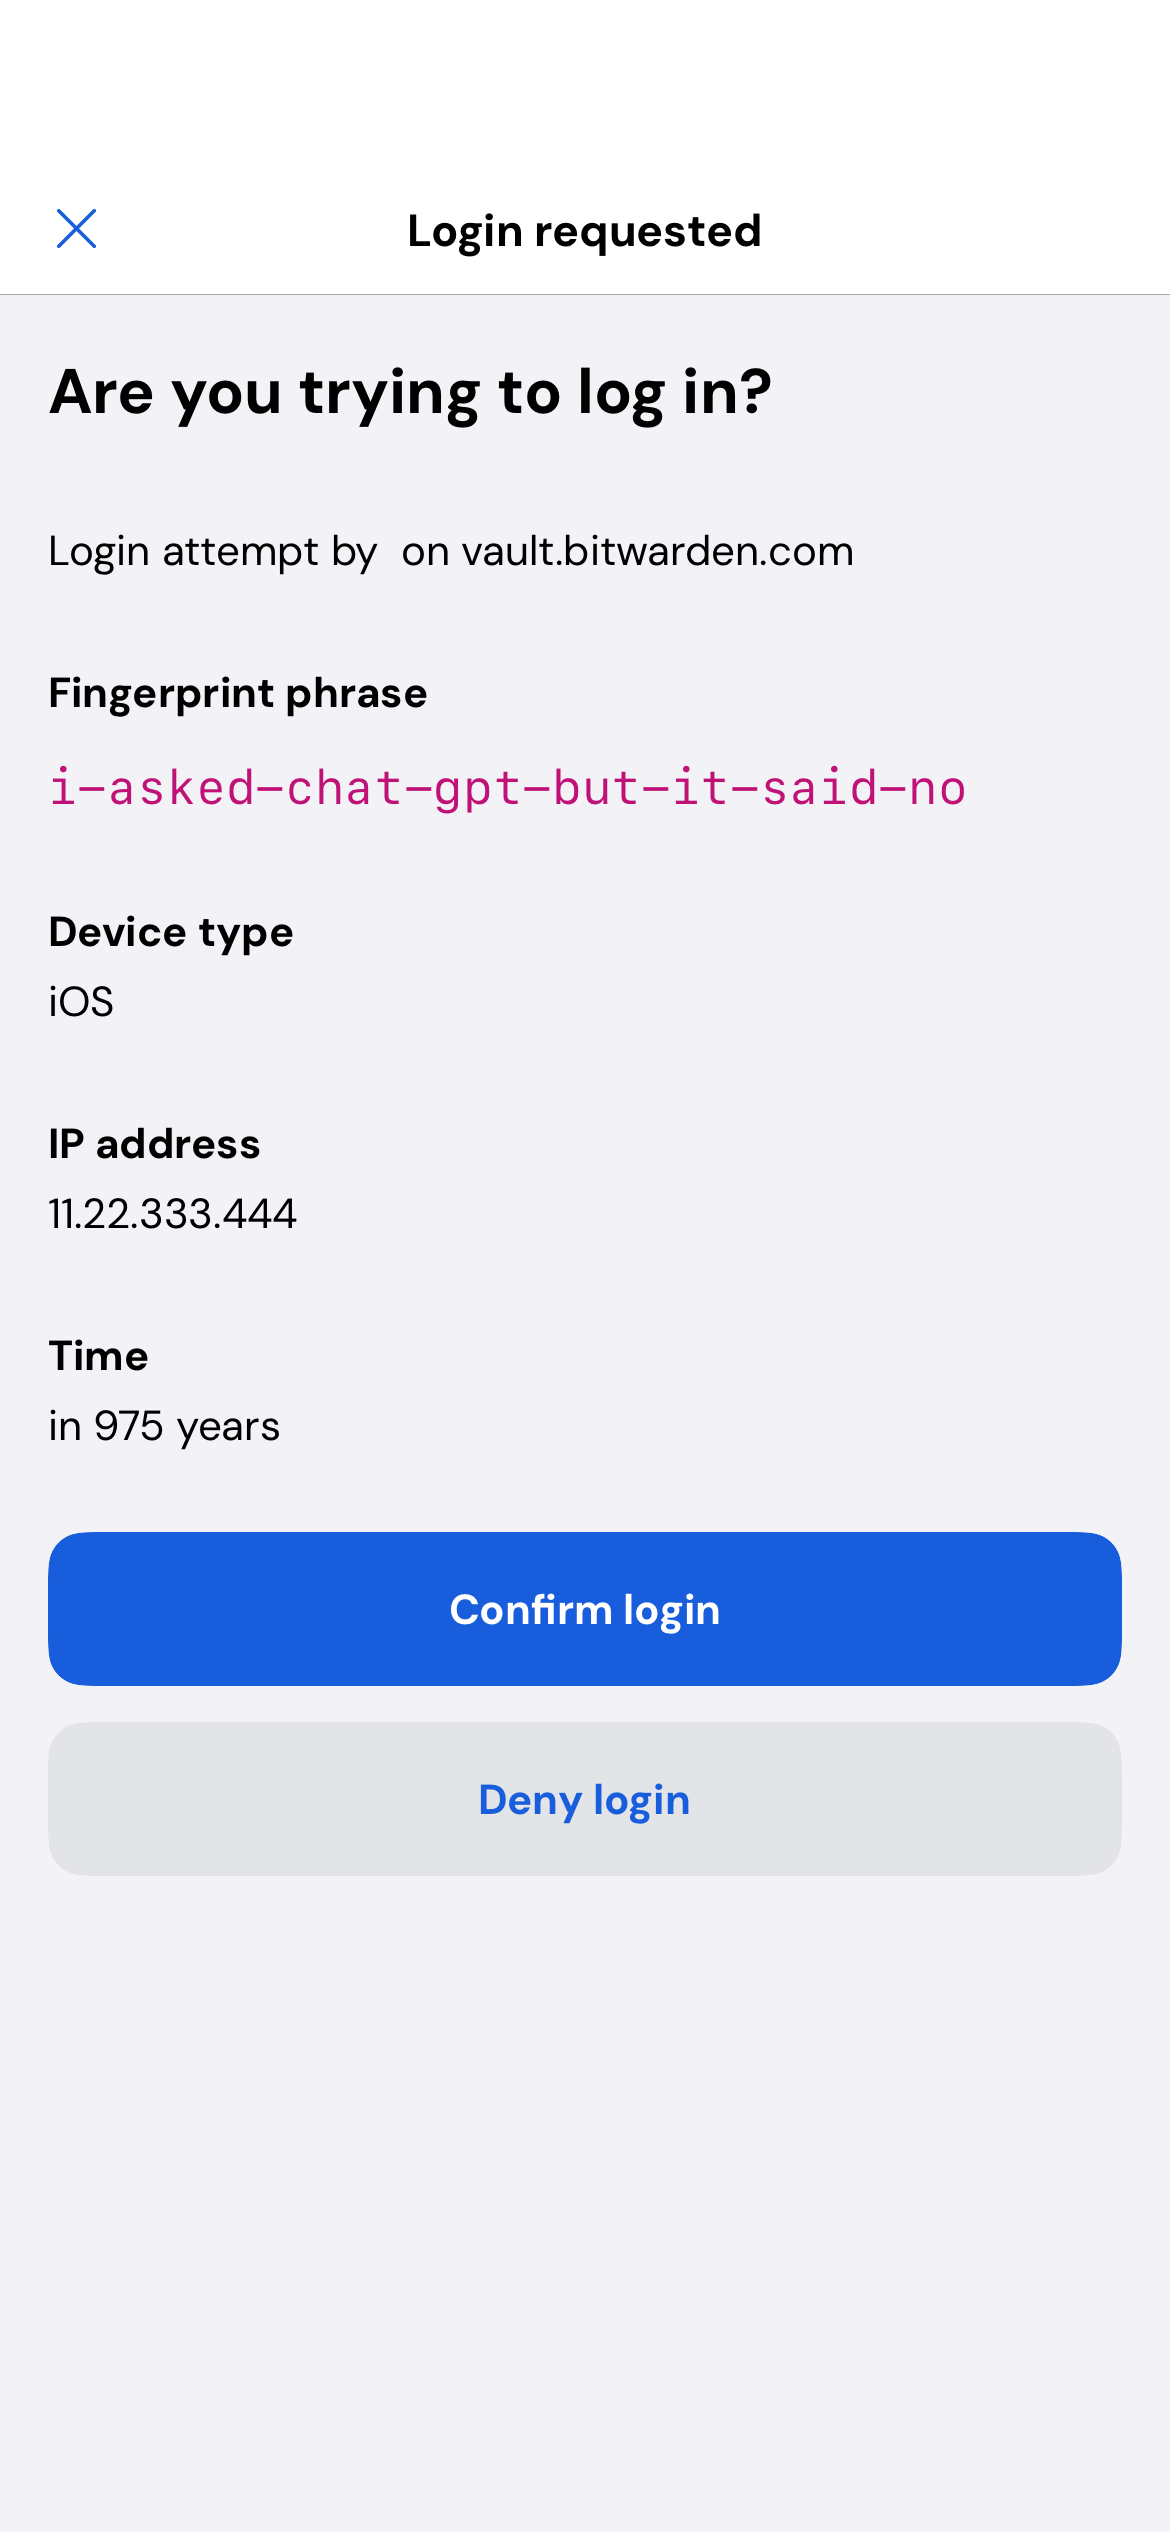 Login requested
Are you trying to log in?
Login attempt by  on vault.bitwarden.com
Fingerprint phrase
i-asked-chat-gpt-but-it-said-no
Device type
iOS
IP address
11.22.333.444
Time
in 975 years
Confirm login
Deny login